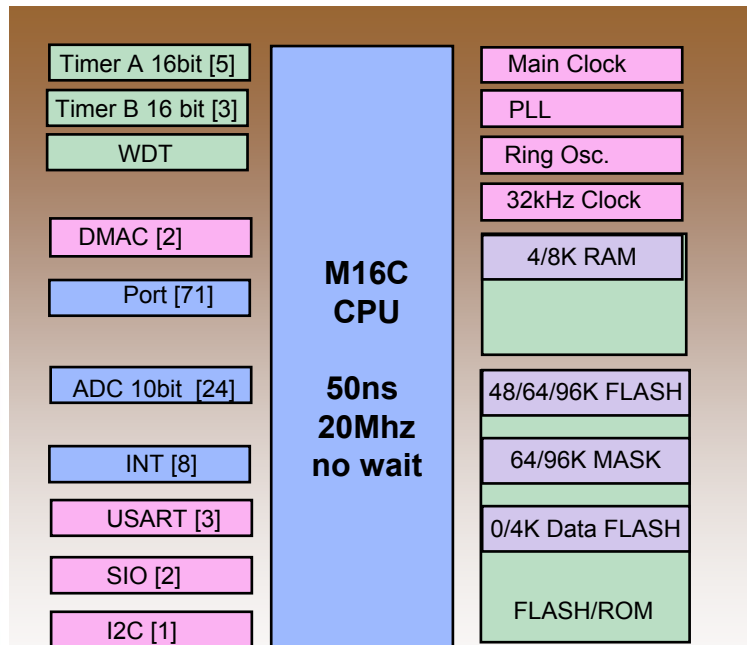 Timer A 16bit [5]
Timer B 16 bit [3]
WDT
DMAC [2]
Port [71]
ADC 10bit [24]
INT [8]
USART [3]
SIO [2]
I2C [1]
M16C
CPU
50ns
20Mhz
no wait
Main Clock
PLL
Ring Osc.
32kHz Clock
4/8K RAM
48/64/96K FLASH
64/96K MASK
0/4K Data FLASH
FLASH/ROM